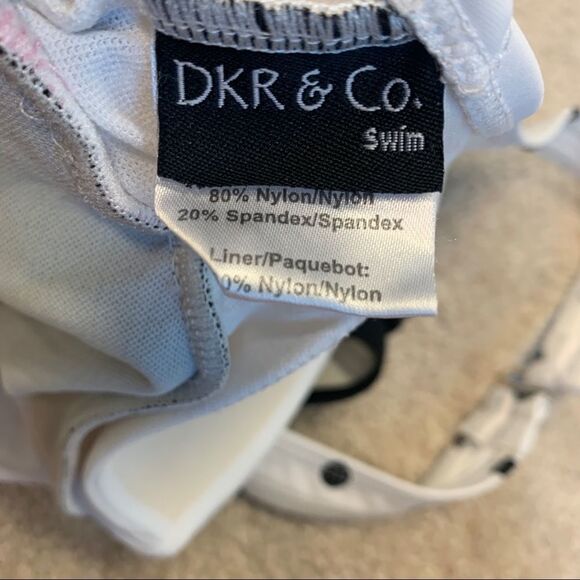 DKR & Co.
Swim
80% Nylon/Nylon
20% Spandex/Spandex
Liner/Paquebot:
0% Nylon/Nylon